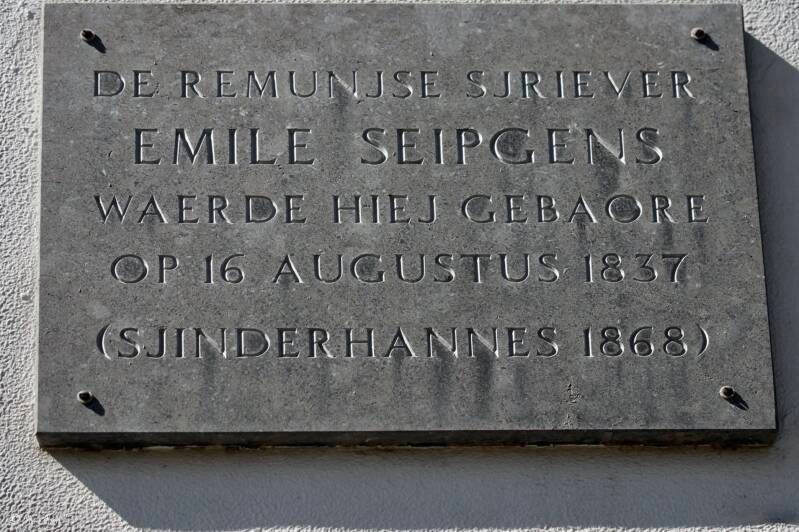 DE REMUNJSE SJRIEVER
EMILE SEIPGENS
WAERDE HIEJ GEBAORE
OP 16 AUGUSTUS 1837
(SJINDERHANNES 1868)